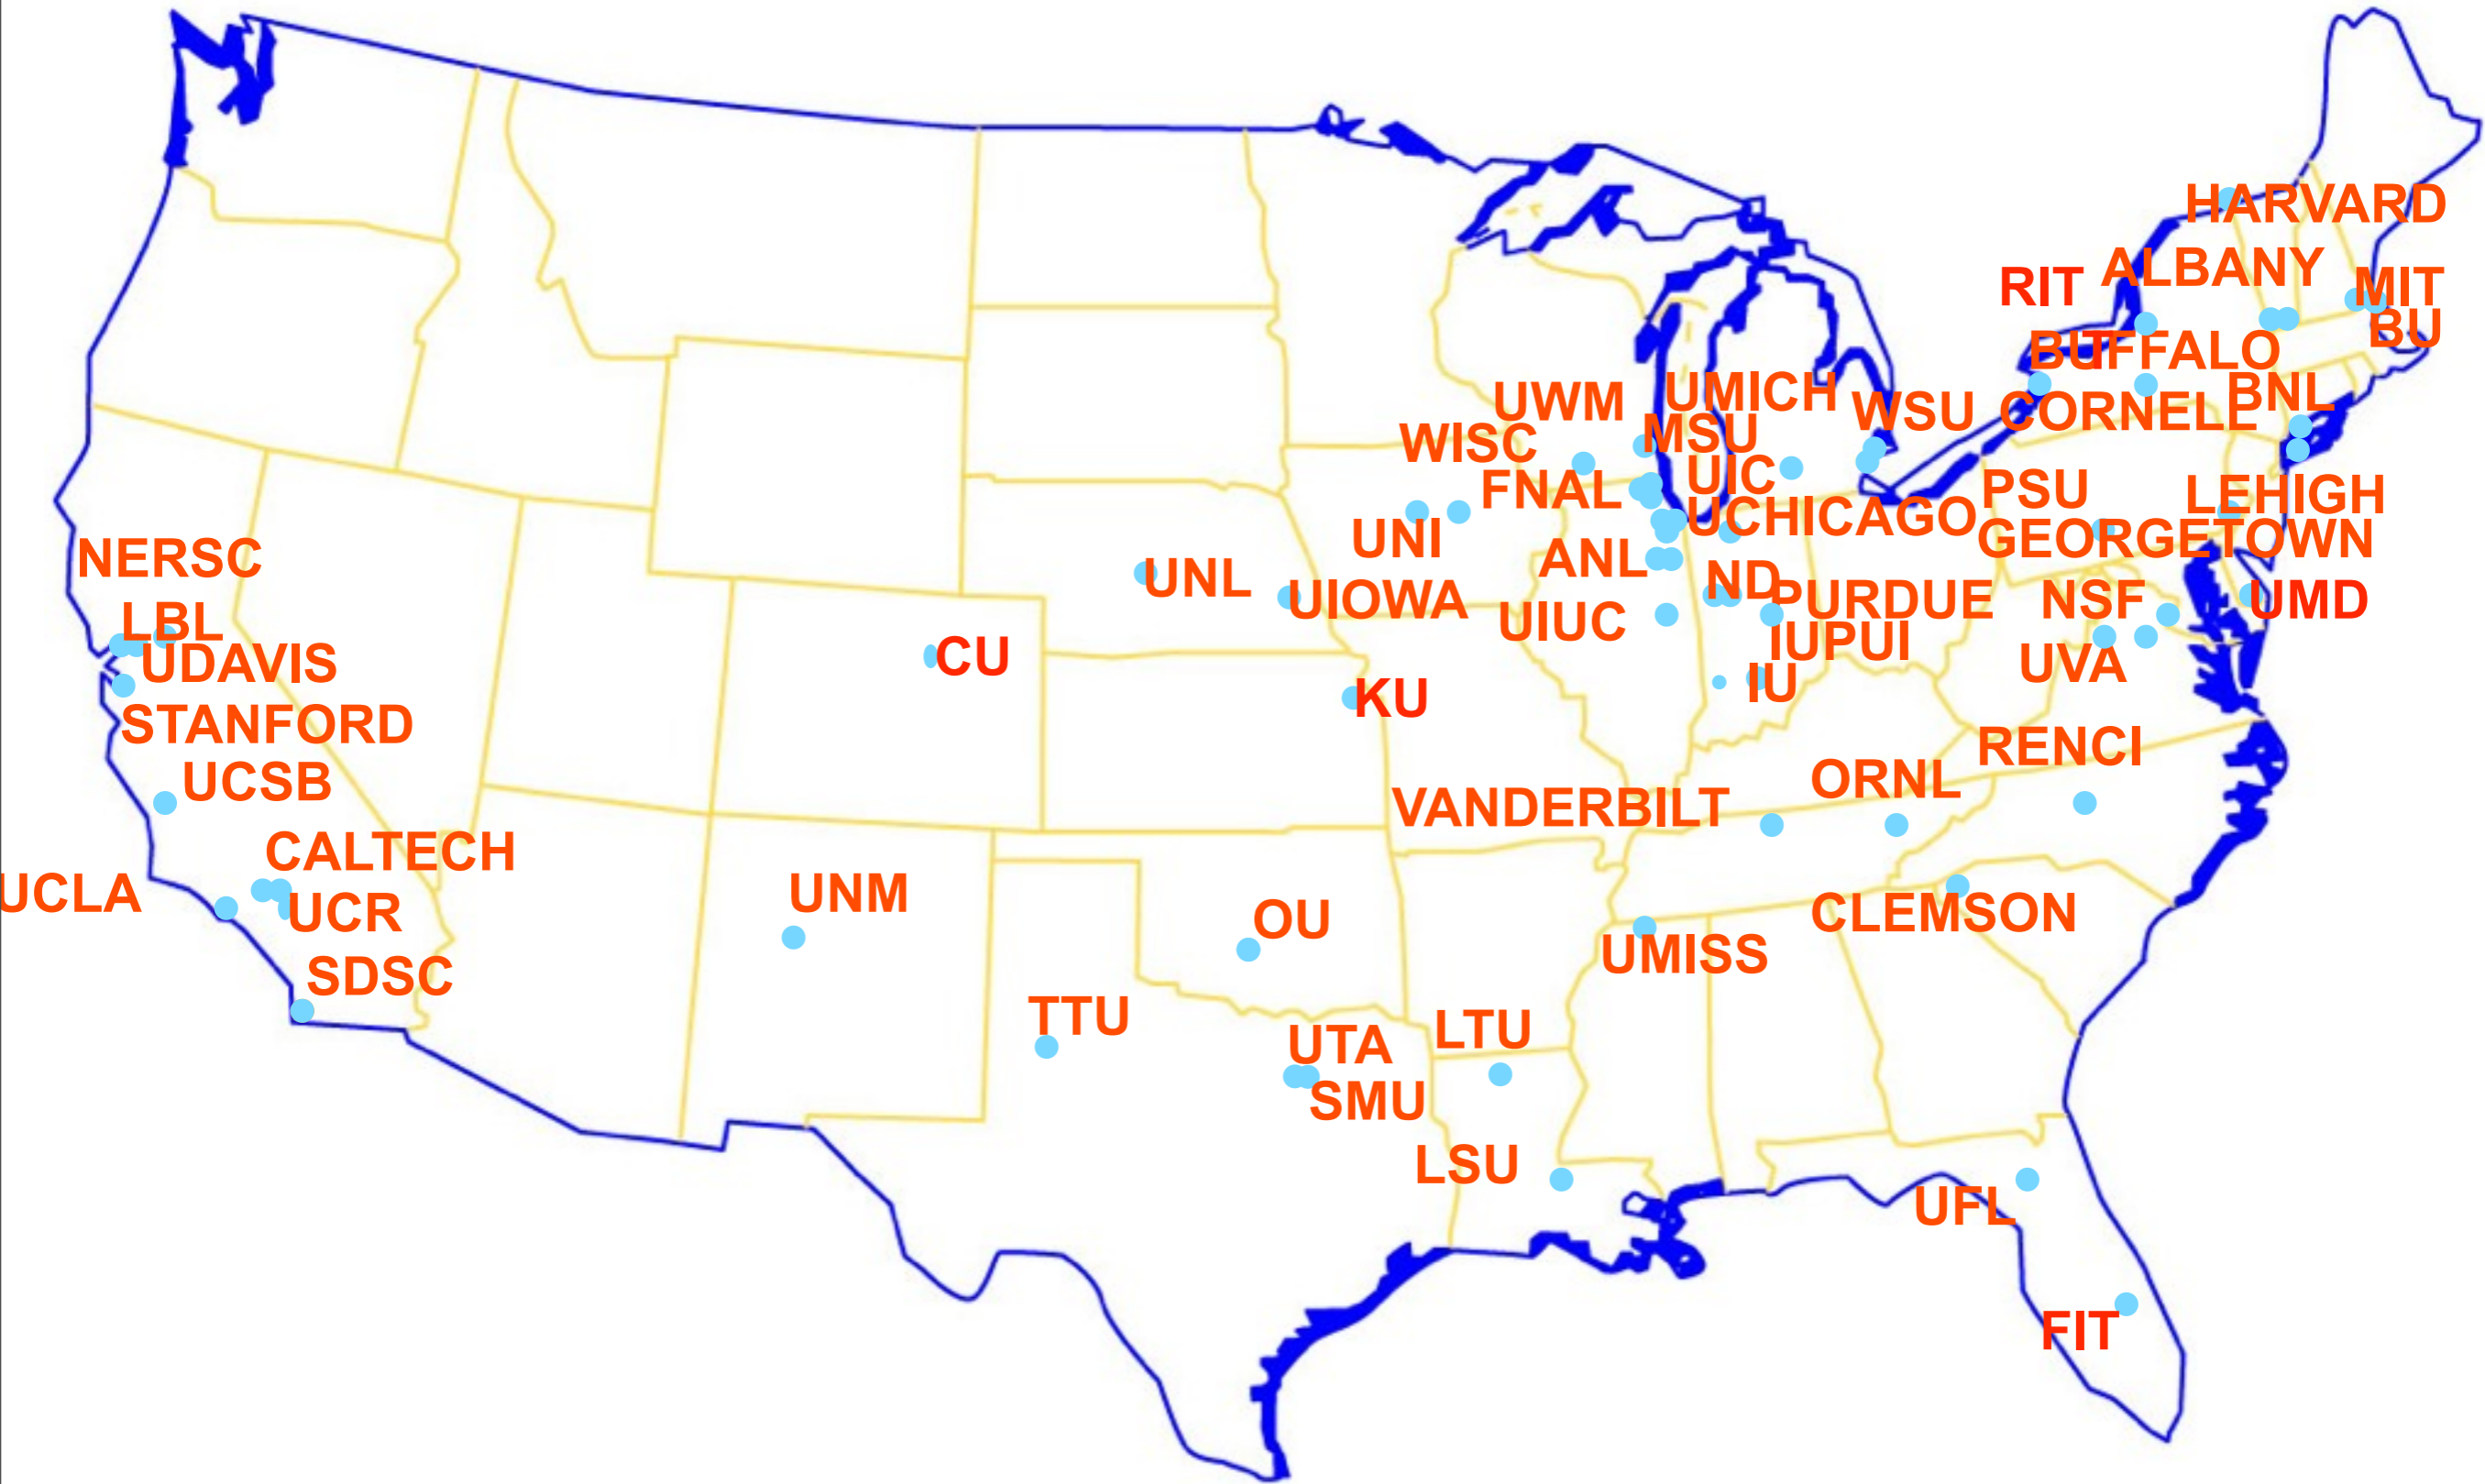 HARVARD
ALBANY
RIT
MIT
BU
BUFFALO
BNL
UMICH
UWM
WSU
CORNELL
MSU
WISC
UIC
FNAL
PSU
LEHIGH
UCHICAGO
GEORGETOWN
UNI
ANL
NERSC
UNL
ND
UIOWA
PURDUE
NSF
UMD
UIUC
LBL
IUPUI
CU
UDAVIS
UVA
IU
KU
STANFORD
RENCI
UCSB
ORNL
VANDERBILT
CALTECH
UCLA
UNM
UCR
OU
CLEMSON
UMISS
SDSC
TTU
LTU
UTA
SMU
LSU
UFL
FIT